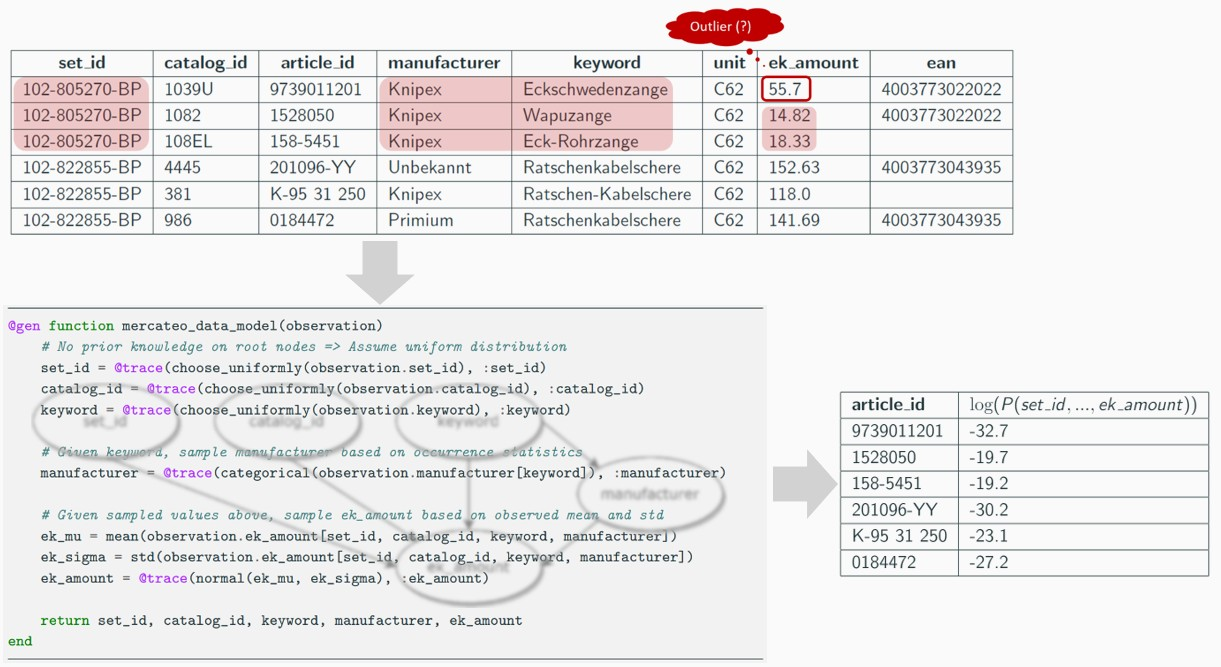 Outlier (?)
set_id catalog_id article_id manufacturer keyword unit ek_amount ean
102-805270-BP 1039U 9739011201 Knipex Eckschwedenzange C62 55.7 4003773022022
102-805270-BP 1082 1528050 Knipex Wapuzange C62 14.82 4003773022022
102-805270-BP 108EL 158-5451 Knipex Eck-Rohrzange C62 18.33
102-822855-BP 4445 201096-YY Unbekannt Ratschenkabelschere C62 152.63 4003773043935
102-822855-BP 381 K-95 31 250 Knipex Ratschen-Kabelschere C62 118.0
102-822855-BP 986 0184472 Primium Ratschenkabelschere C62 141.69 4003773043935
@gen function mercateo_data_model(observation)
# No prior knowledge on root nodes => Assume uniform distribution
set_id = @trace(choose_uniformly(observation.set_id), :set_id)
catalog_id = @trace(choose_uniformly(observation.catalog_id), :catalog_id)
keyword = @trace(choose_uniformly(observation.keyword), :keyword)
set_id catalog_id keyword
# Given keyword, sample manufacturer based on occurrence statistics
manufacturer = @trace(categorical(observation.manufacturer[keyword]), :manufacturer)
manufacturer
# Given sampled values above, sample ek_amount based on observed mean and std
ek_mu = mean(observation.ek_amount[set_id, catalog_id, keyword, manufacturer])
ek_sigma = std(observation.ek_amount[set_id, catalog_id, keyword, manufacturer])
ek_amount
ek_amount = @trace(normal(ek_mu, ek_sigma), :ek_amount)
return set_id, catalog_id, keyword, manufacturer, ek_amount
end
article_id log(P(set_id, ..., ek_amount))
9739011201 -32.7
1528050 -19.7
158-5451 -19.2
201096-YY -30.2
K-95 31 250 -23.1
0184472 -27.2